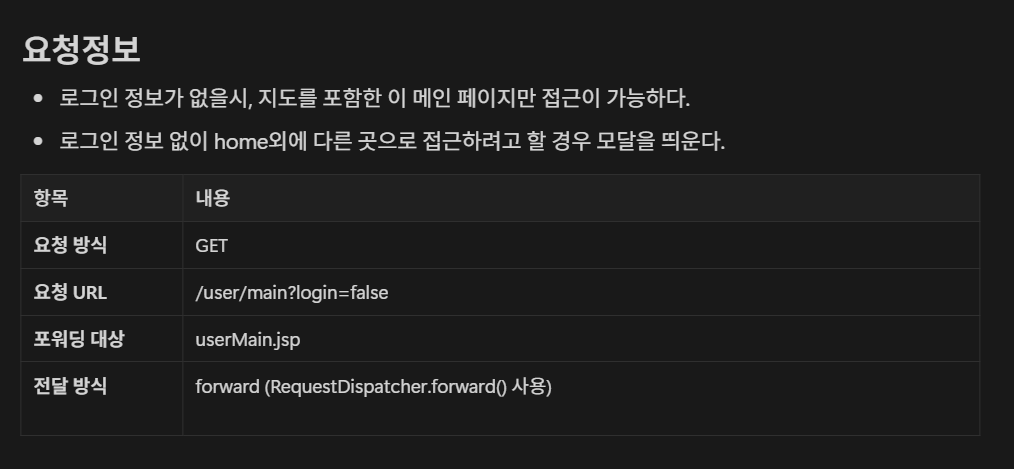 요청정보
• 로그인 정보가 없을시, 지도를 포함한 이 메인 페이지만 접근이 가능하다.
• 로그인 정보 없이 home외에 다른 곳으로 접근하려고 할 경우 모달을 띄운다.
항목 내용
요청 방식 GET
요청 URL /user/main?login=false
포워딩 대상 userMain.jsp
전달 방식 forward (RequestDispatcher.forward() 사용)